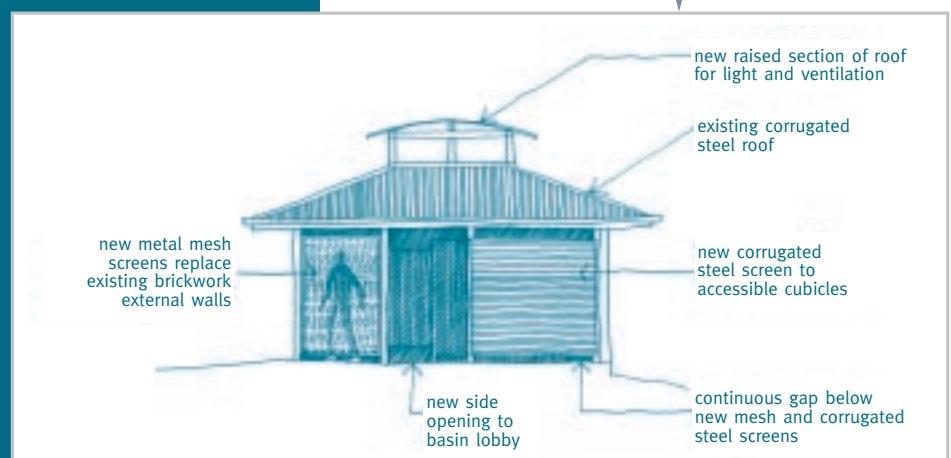 new raised section of roof
for light and ventilation
existing corrugated
steel roof
new metal mesh
screens replace
existing brickwork
external walls
new corrugated
steel screen to
accessible cubicles
new side
opening to
basin lobby
continuous gap below
new mesh and corrugated
steel screens